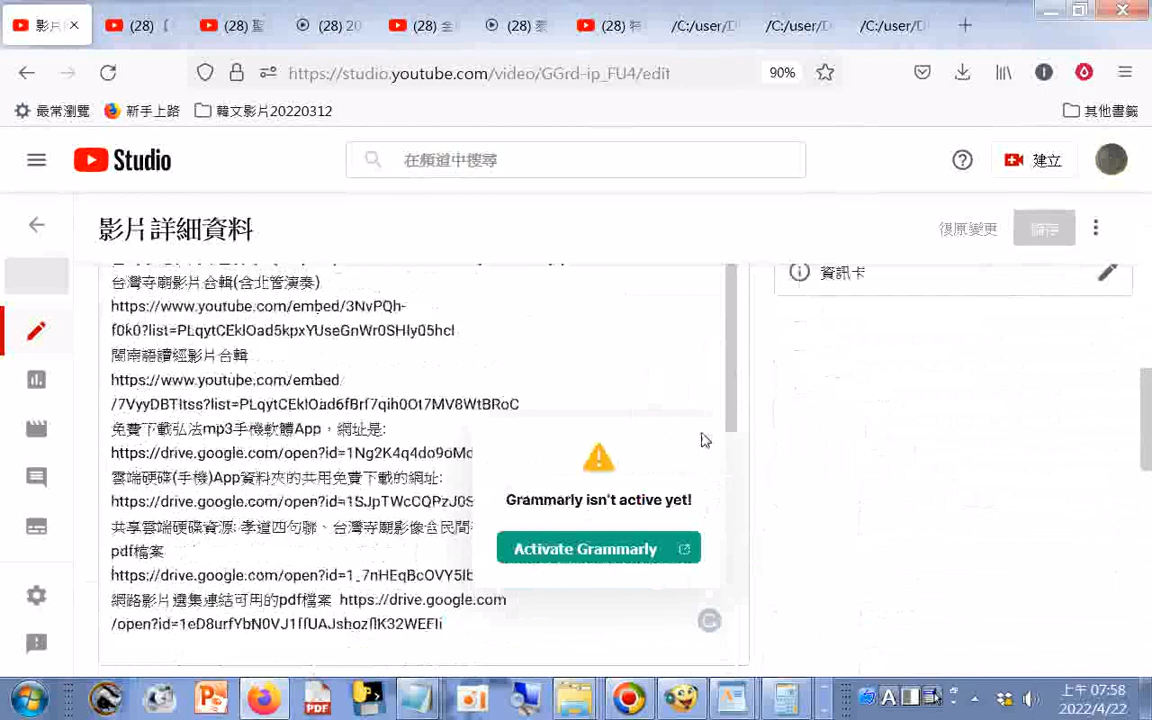 影片
(28)
(28)
(28) 20
(28) 全
(28)
(28)
/C:/user/D
/C:/user/D
/C:/user/D
https://studio.youtube.com/video/GGrd-ip_FU4/edit
90%
最常瀏覽
新手上路
韓文影片20220312
其他書籤
Studio
在頻道中搜尋
建立
影片詳細資料
復原變更
儲存
台灣寺廟影片合輯(含北管演奏)
https://www.youtube.com/embed/3NvPQh-
f0k0?list=PLqytCEklOad5kpxYUseGnWr0SHly05hcI
閩南語讀經影片合輯
https://www.youtube.com/embed
/7VyyDBTItss?list=PLqytCEklOad6fBrf7qih0Ot7MV8WtBRoC
免費下載弘法mp3手機軟體App，網址是:
https://drive.google.com/open?id=1Ng2K4q4do9oMd
雲端硬碟(手機)App資料夾的共用免費下載的網址:
https://drive.google.com/open?id=1SJpTWcCQPzJ0S
共享雲端硬碟資源: 孝道四句聯、台灣寺廟影像含民間
pdf檔案
https://drive.google.com/open?id=1_7nHEqBcOVY5Ib
網路影片選集連結可用的pdf檔案 https://drive.google.com
/open?id=1eD8urfYbN0VJ1ffUAJshozflK32WEFli
資訊卡
Grammarly isn't active yet!
Activate Grammarly
上午 07:58
2022/4/22